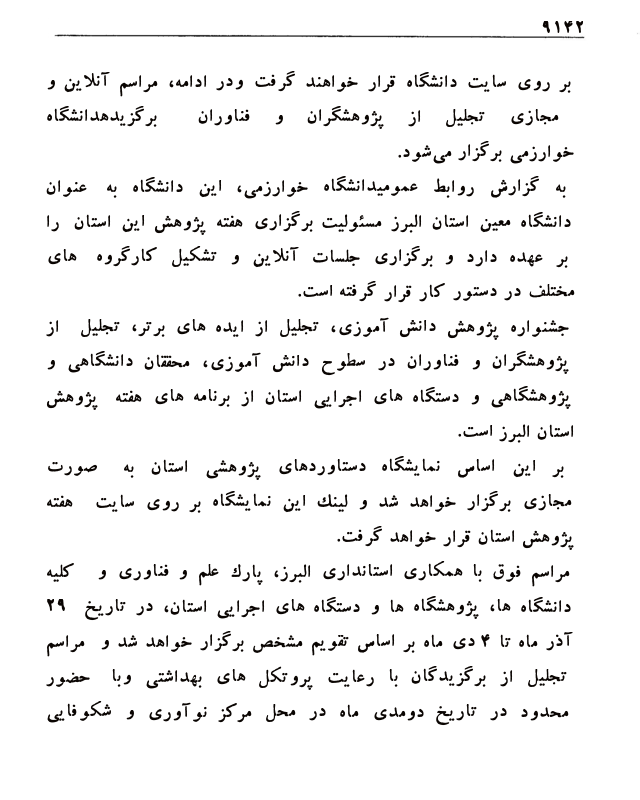 ۹۱۴۲
بر روی سایت دانشگاه قرار خواهند گرفت ودر ادامه، مراسم آنلاین و
مجازی تجلیل از پژوهشگران و فناوران برگزیدهدانشگاه
خوارزمی برگزار می‌شود.
به گزارش روابط عمومیدانشگاه خوارزمی، این دانشگاه به عنوان
دانشگاه معین استان البرز مسئولیت برگزاری هفته پژوهش این استان را
بر عهده دارد و برگزاری جلسات آنلاین و تشکیل کارگروه های
مختلف در دستور کار قرار گرفته است.
جشنواره پژوهش دانش آموزی، تجلیل از ایده های برتر، تجلیل از
پژوهشگران و فناوران در سطوح دانش آموزی، محققان دانشگاهی و
پژوهشگاهی و دستگاه های اجرایی استان از برنامه های هفته پژوهش
استان البرز است.
بر این اساس نمایشگاه دستاوردهای پژوهشی استان به صورت
مجازی برگزار خواهد شد و لینك این نمایشگاه بر روی سایت هفته
پژوهش استان قرار خواهد گرفت.
مراسم فوق با همکاری استانداری البرز، پارك علم و فناوری و کلیه
دانشگاه ها، پژوهشگاه ها و دستگاه های اجرایی استان، در تاریخ ۲۹
آذر ماه تا ۴ دی ماه بر اساس تقویم مشخص برگزار خواهد شد و مراسم
تجلیل از برگزیدگان با رعایت پروتکل های بهداشتی وبا حضور
محدود در تاریخ دومدی ماه در محل مرکز نوآوری و شکوفایی